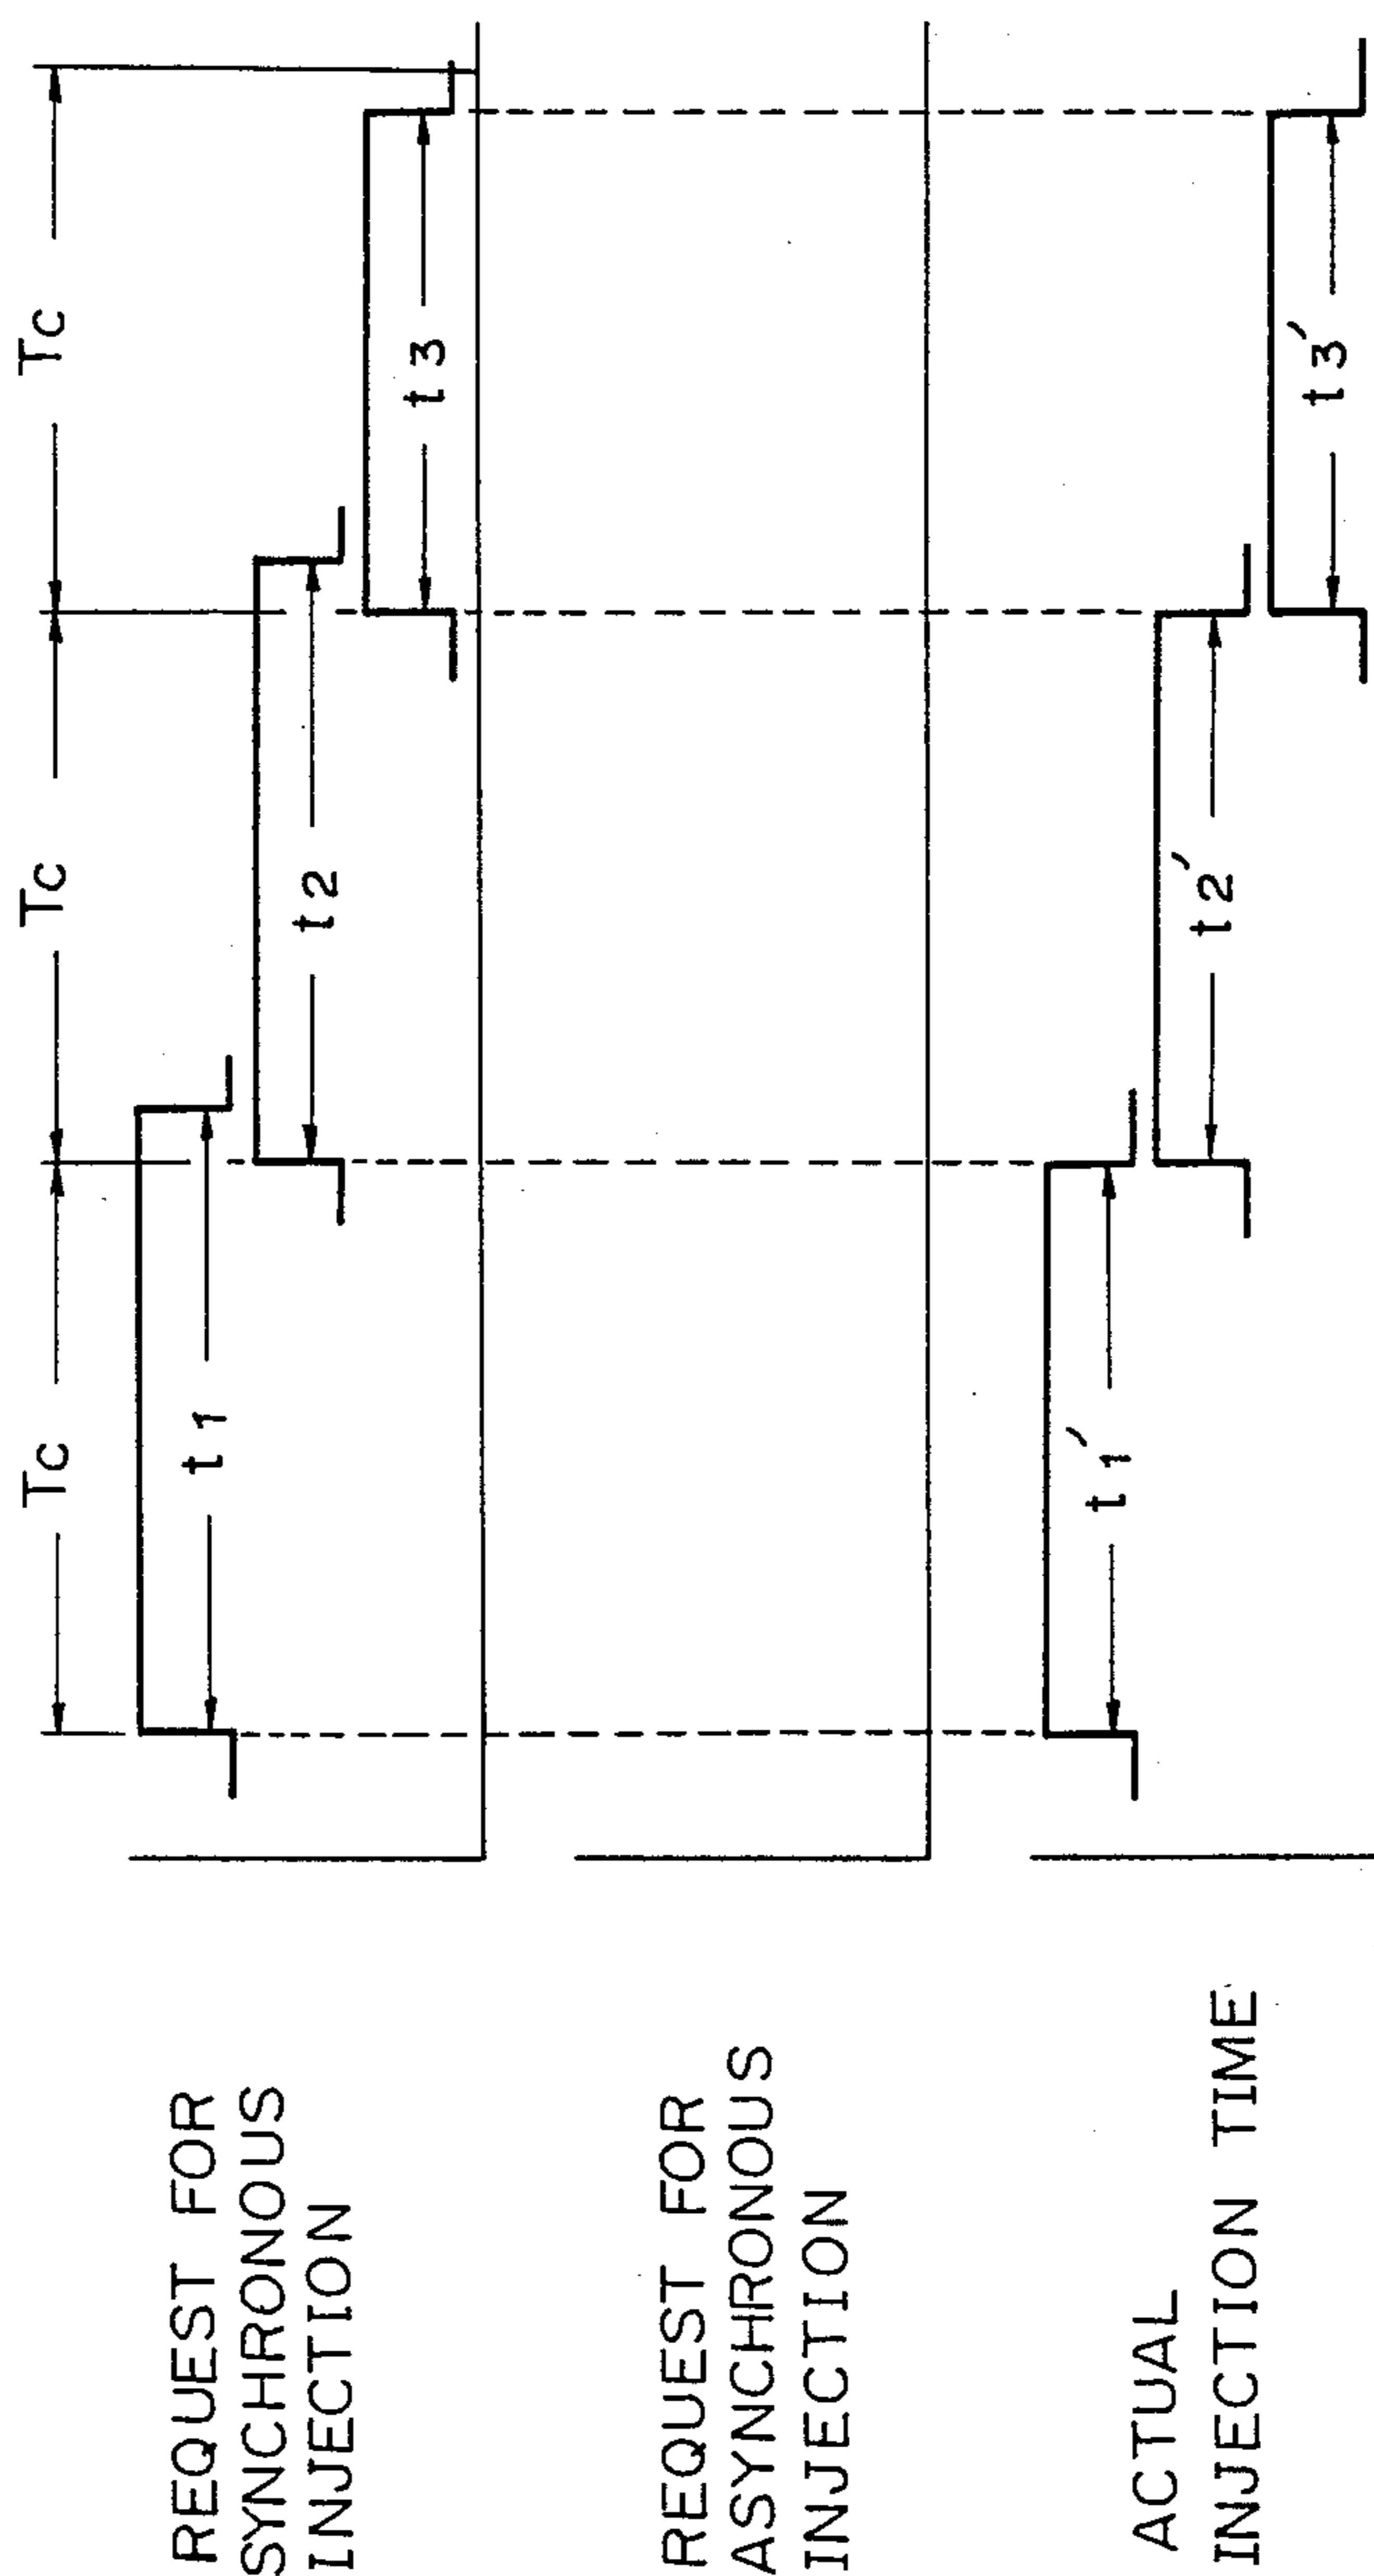 Tc Tc Tc
REQUEST FOR
SYNCHRONOUS
INJECTION
t1
t2
t3
REQUEST FOR
ASYNCHRONOUS
INJECTION
ACTUAL
INJECTION TIME
t1'
t2'
t3'